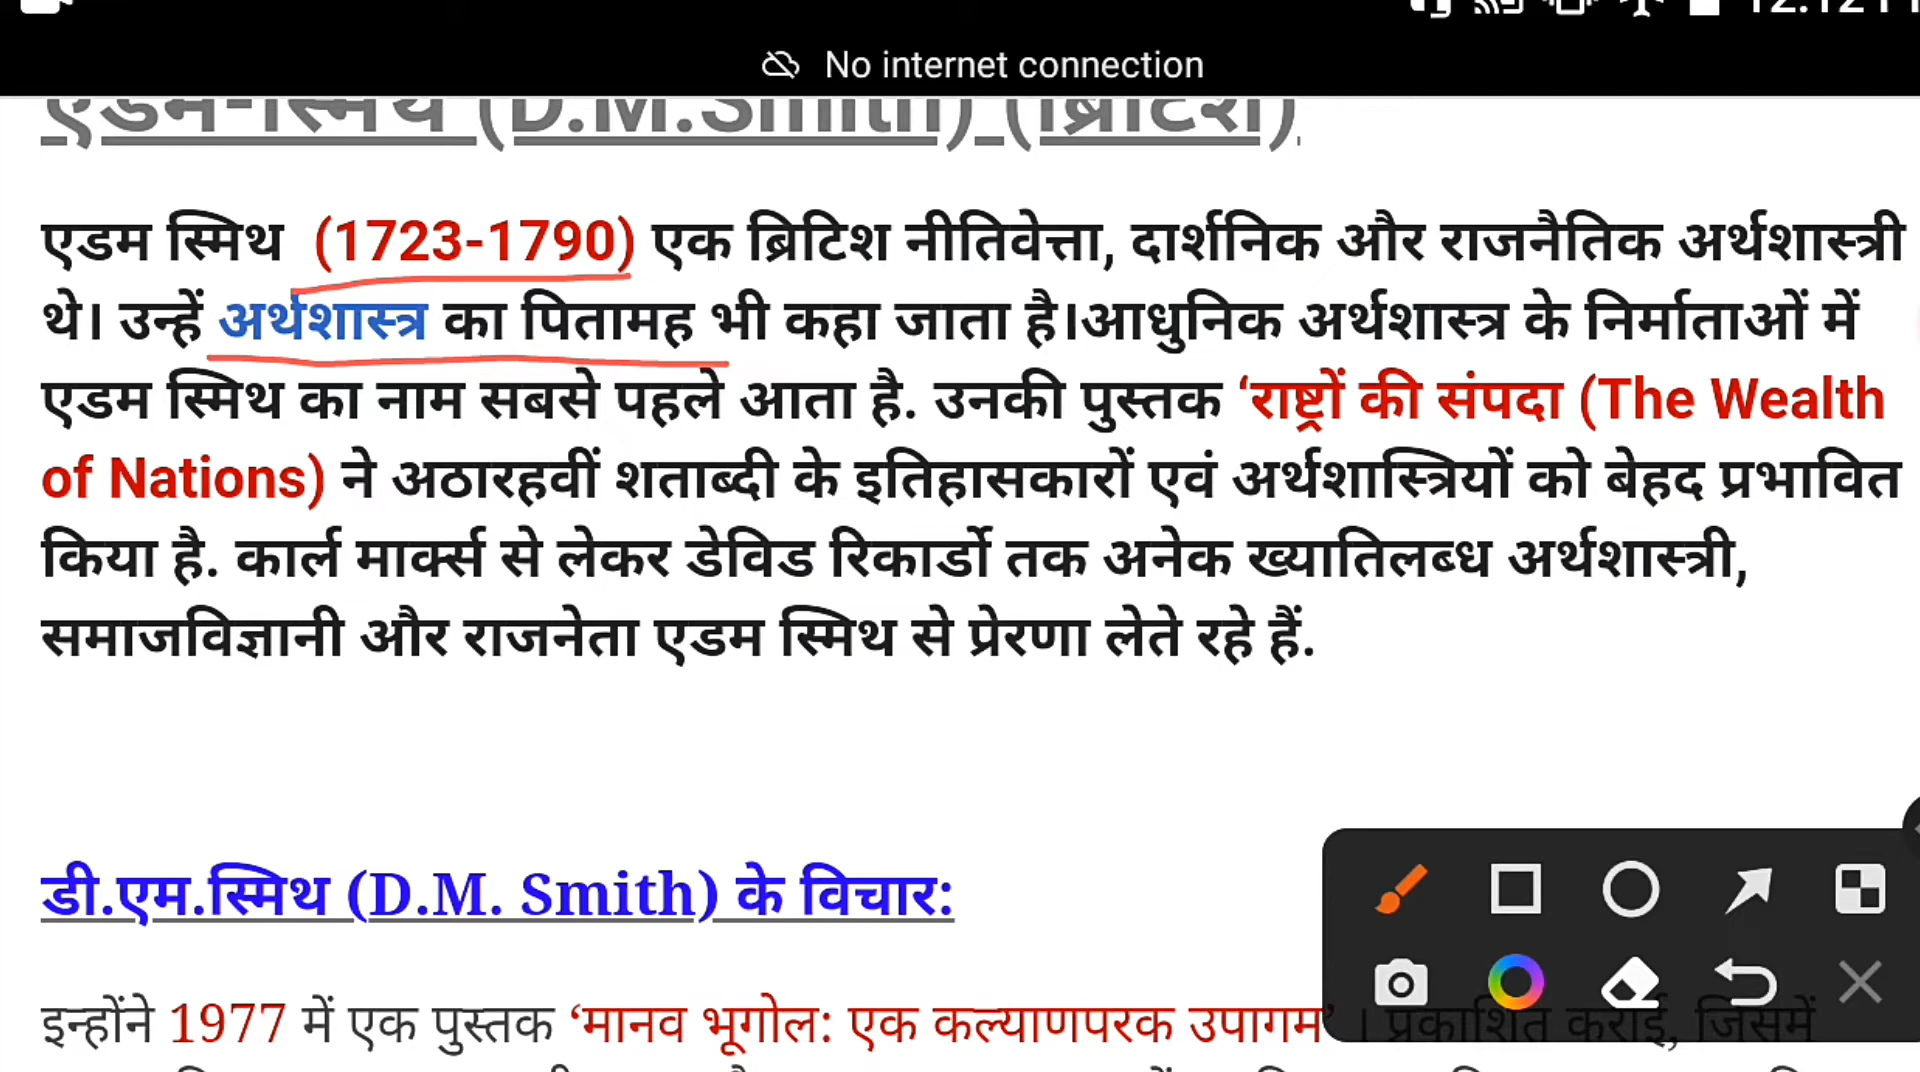 No internet connection
एडम-स्मिथ (D.M.Smith) (ब्रिटिश)
एडम स्मिथ (1723-1790) एक ब्रिटिश नीतिवेत्ता, दार्शनिक और राजनैतिक अर्थशास्त्री
थे। उन्हें अर्थशास्त्र का पितामह भी कहा जाता है।आधुनिक अर्थशास्त्र के निर्माताओं में
एडम स्मिथ का नाम सबसे पहले आता है. उनकी पुस्तक ‘राष्ट्रों की संपदा (The Wealth
of Nations) ने अठारहवीं शताब्दी के इतिहासकारों एवं अर्थशास्त्रियों को बेहद प्रभावित
किया है. कार्ल मार्क्स से लेकर डेविड रिकार्डो तक अनेक ख्यातिलब्ध अर्थशास्त्री,
समाजविज्ञानी और राजनेता एडम स्मिथ से प्रेरणा लेते रहे हैं.
डी.एम.स्मिथ (D.M. Smith) के विचार:
इन्होंने 1977 में एक पुस्तक ‘मानव भूगोल: एक कल्याणपरक उपागम’ । प्रकाशित कराई, जिसमें